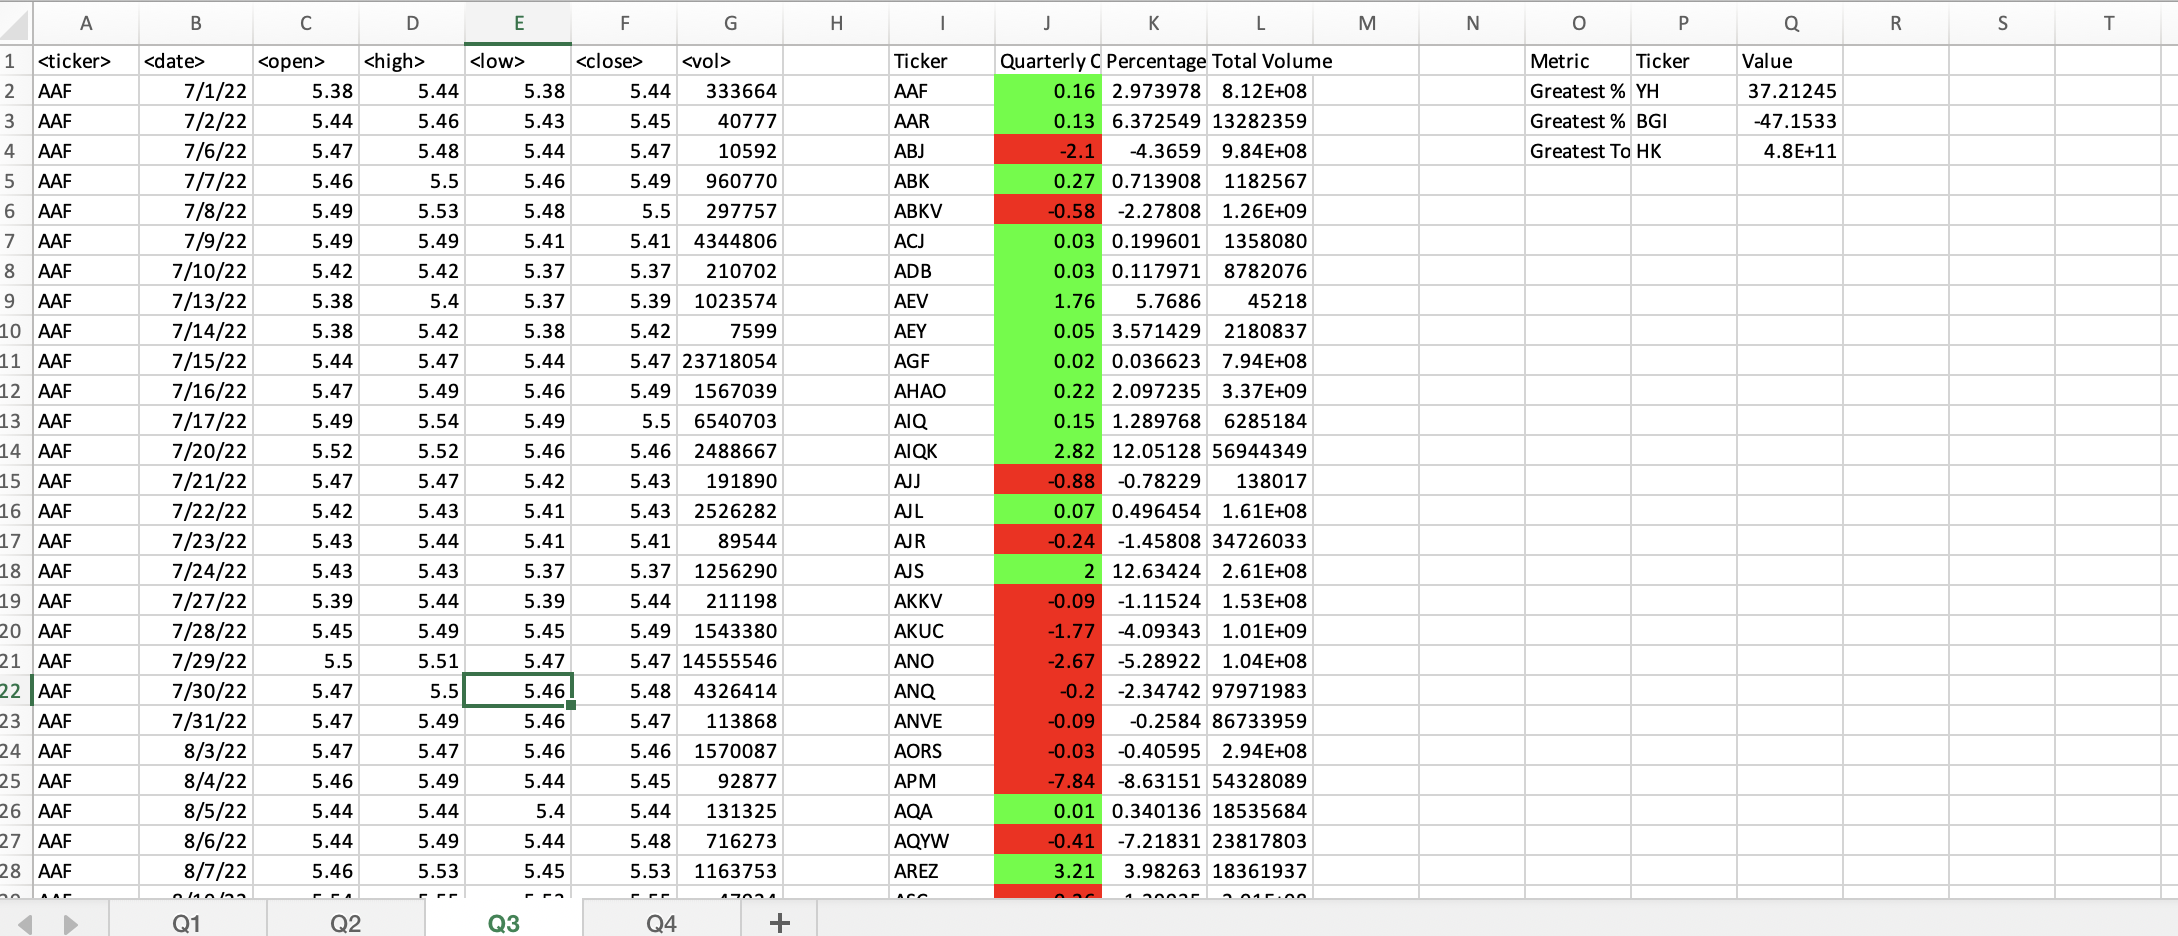 A B C D E F G H I J K L M N O P Q R S T
1 <ticker> <date> <open> <high> <low> <close> <vol> Ticker Quarterly C Percentage Total Volume Metric Ticker Value
2 AAF 7/1/22 5.38 5.44 5.38 5.44 333664 AAF 0.16 2.973978 8.12E+08 Greatest % YH 37.21245
3 AAF 7/2/22 5.44 5.46 5.43 5.45 40777 AAR 0.13 6.372549 13282359 Greatest % BGI -47.1533
4 AAF 7/6/22 5.47 5.48 5.44 5.47 10592 ABJ -2.1 -4.3659 9.84E+08 Greatest To HK 4.8E+11
5 AAF 7/7/22 5.46 5.5 5.46 5.49 960770 ABK 0.27 0.713908 1182567
6 AAF 7/8/22 5.49 5.53 5.48 5.5 297757 ABKV -0.58 -2.27808 1.26E+09
7 AAF 7/9/22 5.49 5.49 5.41 5.41 4344806 ACJ 0.03 0.199601 1358080
8 AAF 7/10/22 5.42 5.42 5.37 5.37 210702 ADB 0.03 0.117971 8782076
9 AAF 7/13/22 5.38 5.4 5.37 5.39 1023574 AEV 1.76 5.7686 45218
10 AAF 7/14/22 5.38 5.42 5.38 5.42 7599 AEY 0.05 3.571429 2180837
11 AAF 7/15/22 5.44 5.47 5.44 5.47 23718054 AGF 0.02 0.036623 7.94E+08
12 AAF 7/16/22 5.47 5.49 5.46 5.49 1567039 AHAO 0.22 2.097235 3.37E+09
13 AAF 7/17/22 5.49 5.54 5.49 5.5 6540703 AIQ 0.15 1.289768 6285184
14 AAF 7/20/22 5.52 5.52 5.46 5.46 2488667 AIQK 2.82 12.05128 56944349
15 AAF 7/21/22 5.47 5.47 5.42 5.43 191890 AJJ -0.88 -0.78229 138017
16 AAF 7/22/22 5.42 5.43 5.41 5.43 2526282 AJL 0.07 0.496454 1.61E+08
17 AAF 7/23/22 5.43 5.44 5.41 5.41 89544 AJR -0.24 -1.45808 34726033
18 AAF 7/24/22 5.43 5.43 5.37 5.37 1256290 AJS 2 12.63424 2.61E+08
19 AAF 7/27/22 5.39 5.44 5.39 5.44 211198 AKKV -0.09 -1.11524 1.53E+08
20 AAF 7/28/22 5.45 5.49 5.45 5.49 1543380 AKUC -1.77 -4.09343 1.01E+09
21 AAF 7/29/22 5.5 5.51 5.47 5.47 14555546 ANO -2.67 -5.28922 1.04E+08
22 AAF 7/30/22 5.47 5.5 5.46 5.48 4326414 ANQ -0.2 -2.34742 97971983
23 AAF 7/31/22 5.47 5.49 5.46 5.47 113868 ANVE -0.09 -0.2584 86733959
24 AAF 8/3/22 5.47 5.47 5.46 5.46 1570087 AORS -0.03 -0.40595 2.94E+08
25 AAF 8/4/22 5.46 5.49 5.44 5.45 92877 APM -7.84 -8.63151 54328089
26 AAF 8/5/22 5.44 5.44 5.4 5.44 131325 AQA 0.01 0.340136 18535684
27 AAF 8/6/22 5.44 5.49 5.44 5.48 716273 AQYW -0.41 -7.21831 23817803
28 AAF 8/7/22 5.46 5.53 5.45 5.53 1163753 AREZ 3.21 3.98263 18361937
Q1 Q2 Q3 Q4 +